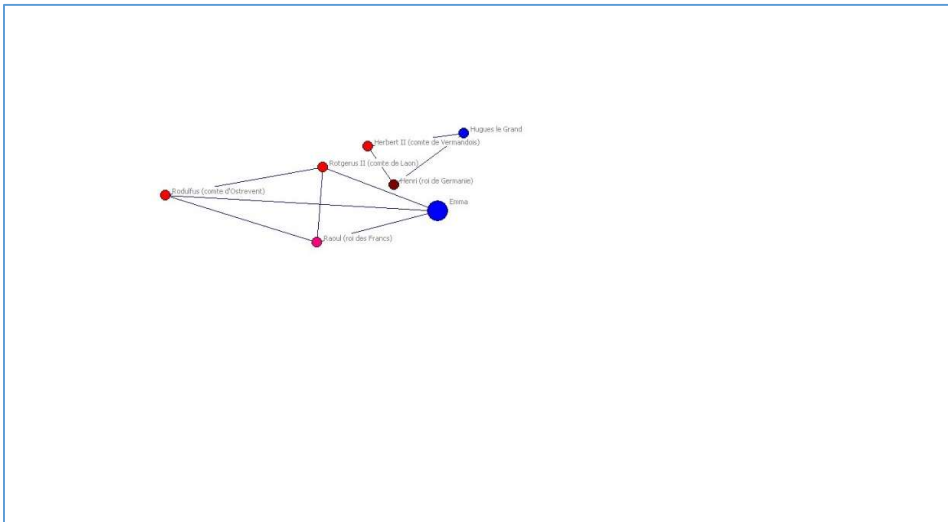 Hugues le Grand
Herbert II (comte de Vermandois)
Rotgerus II (comte de Laon)
Henri (roi de Germanie)
Rodulfus (comte d'Ostrevent)
Emma
Raoul (roi des Francs)